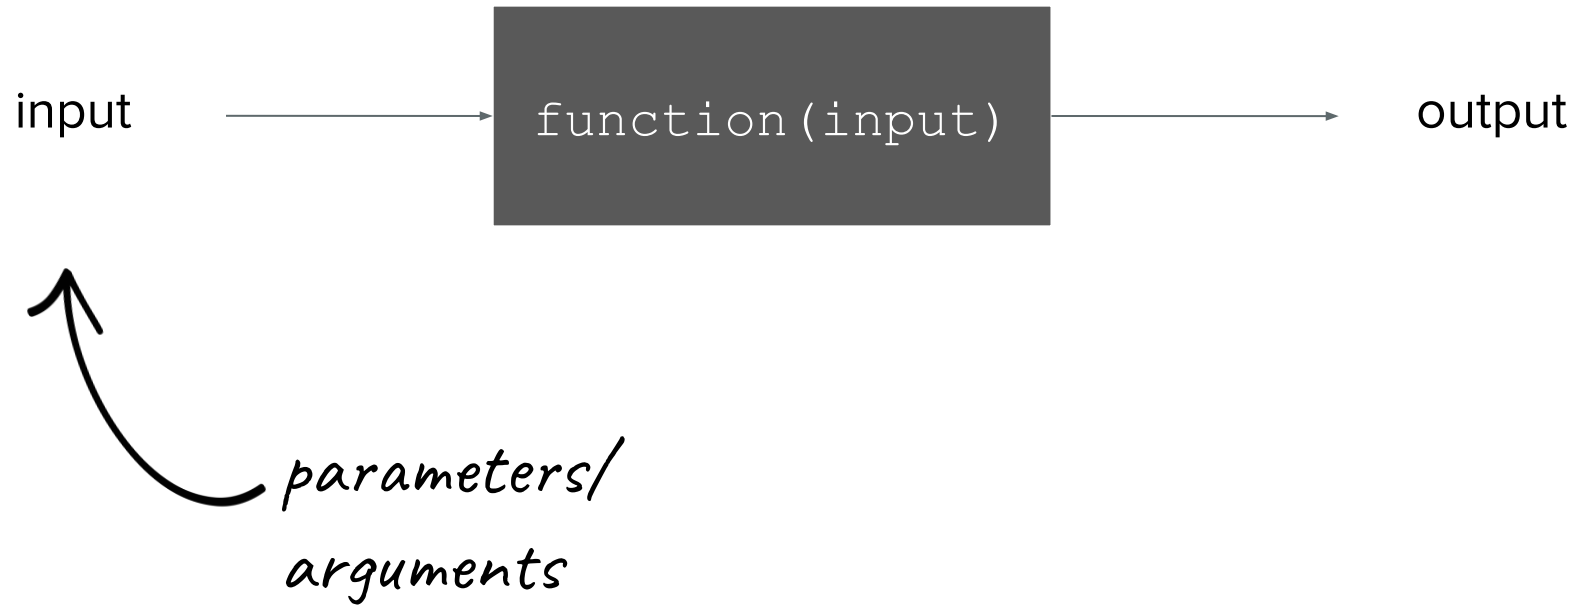 input
function(input)
output
parameters/
arguments